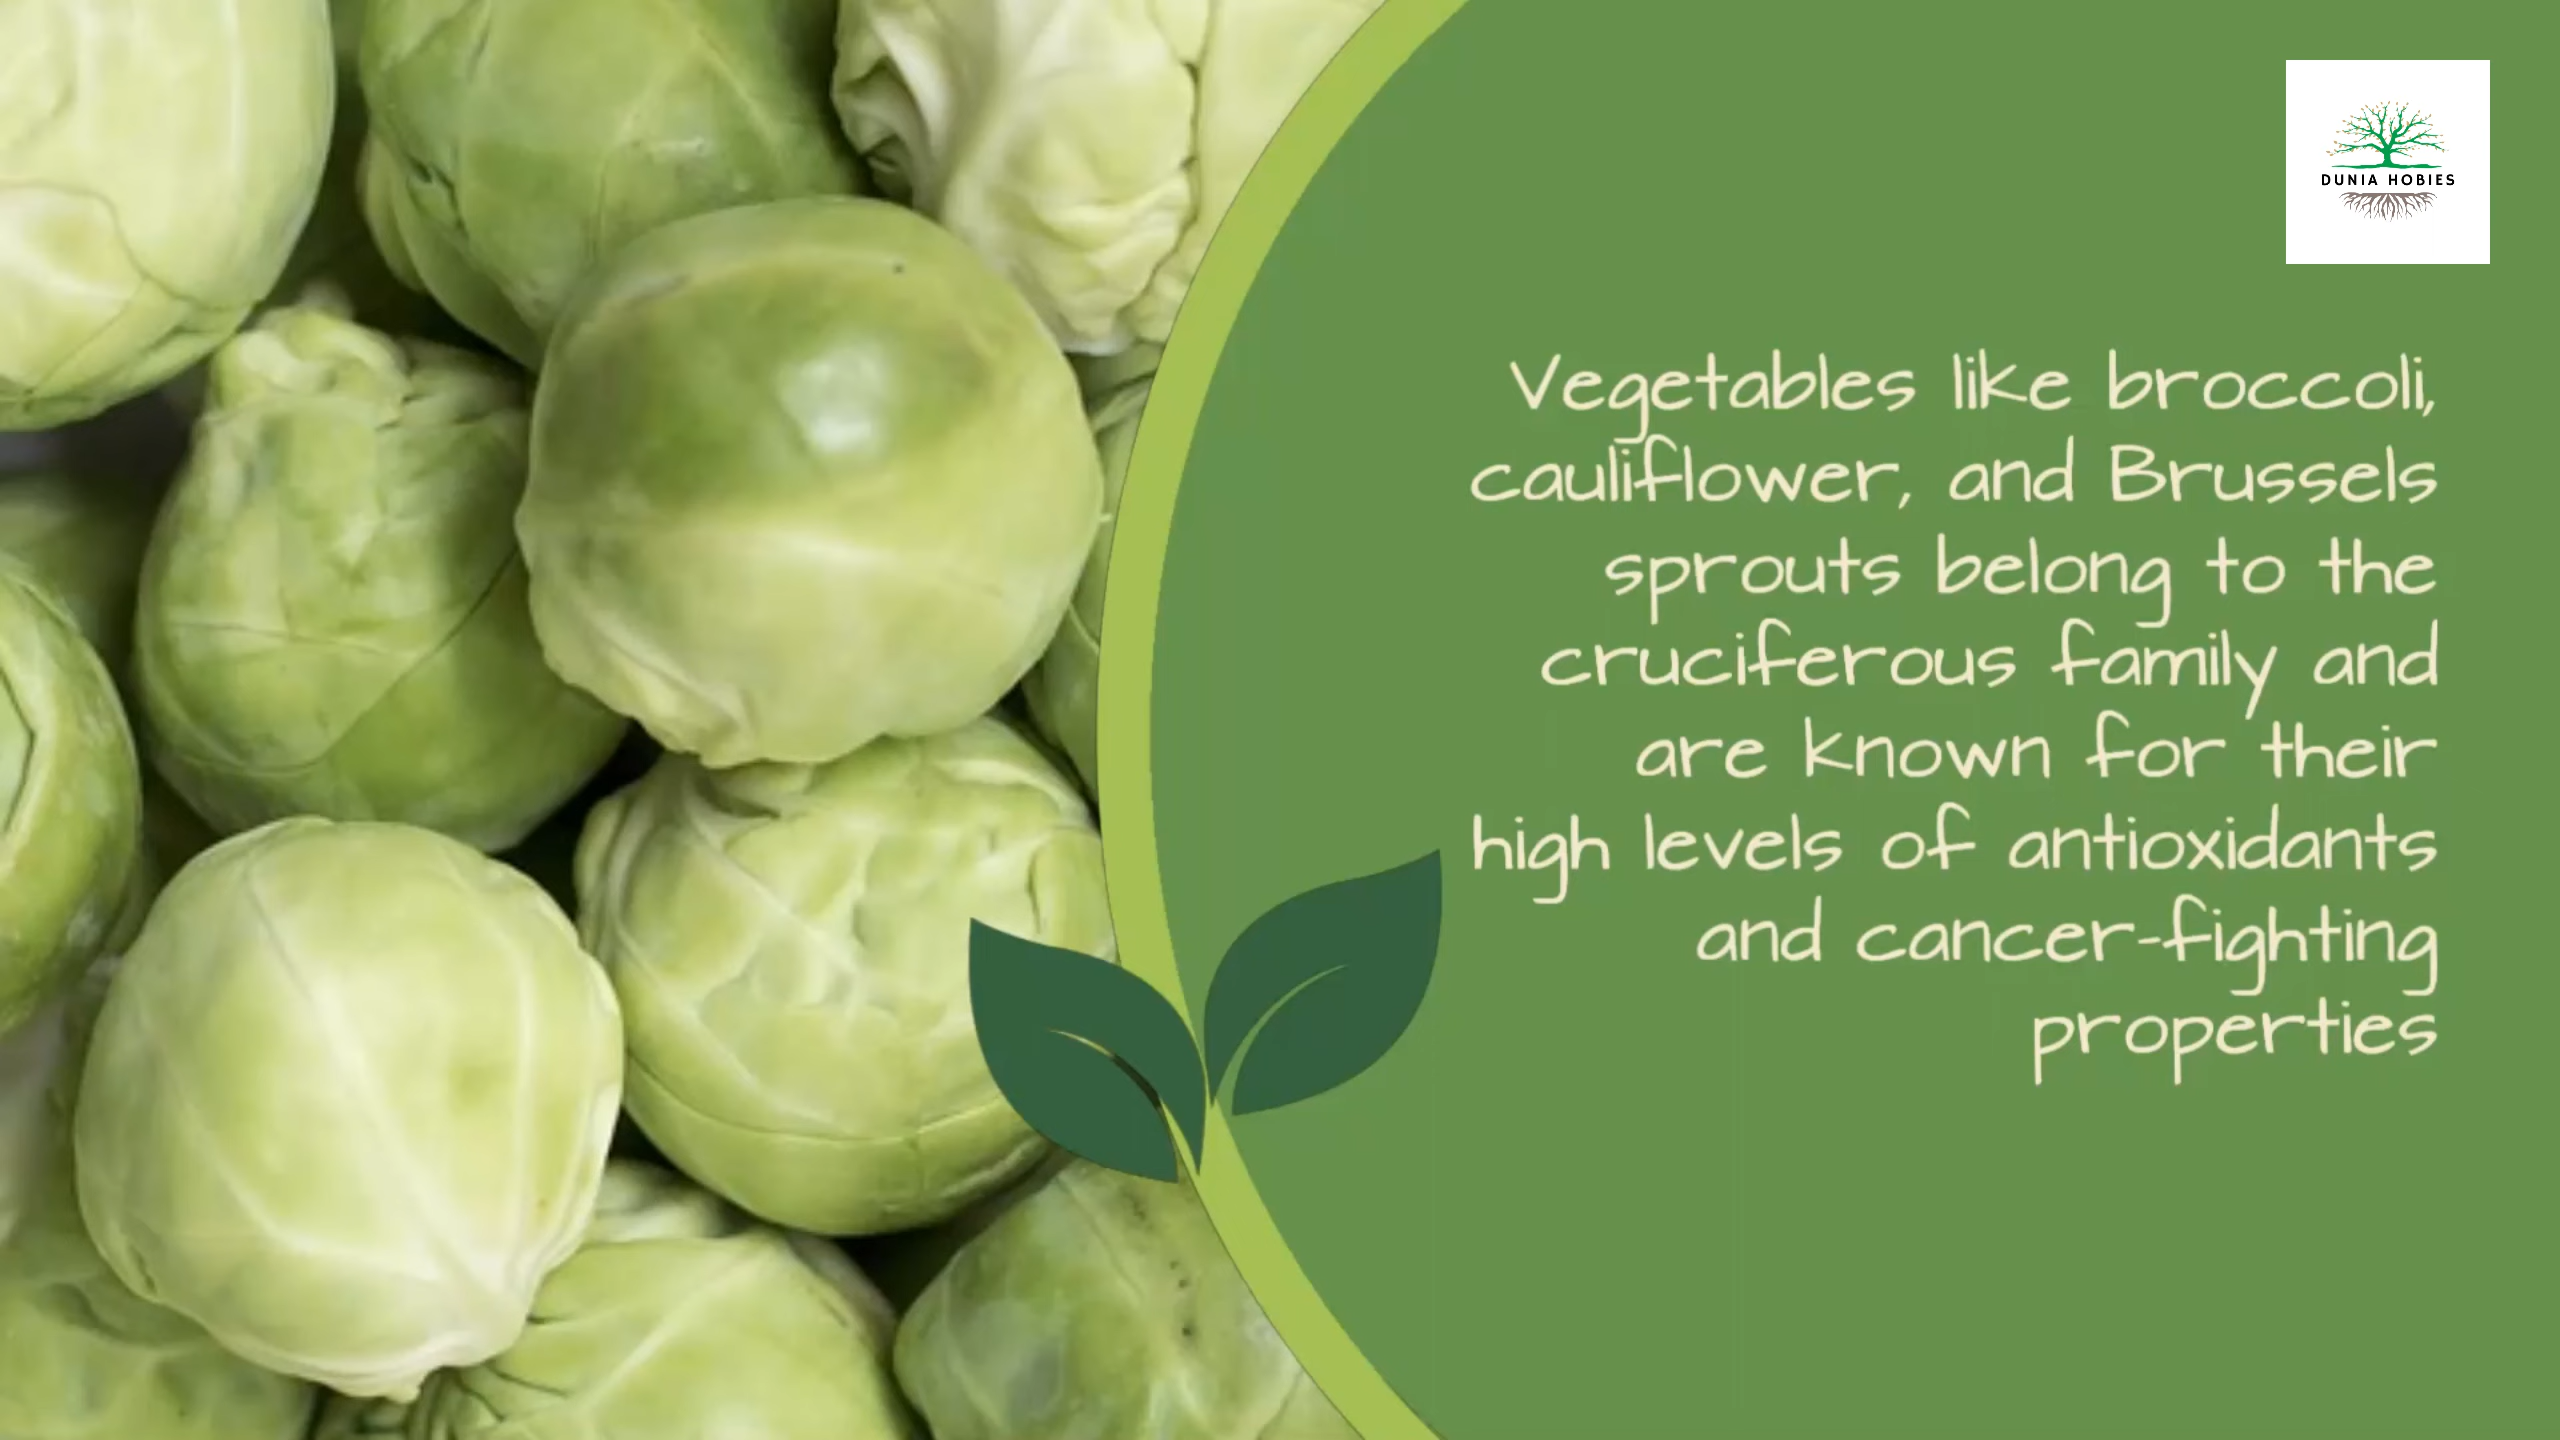 DUNIA HOBIES
Vegetables like broccoli,
cauliflower, and Brussels
sprouts belong to the
cruciferous family and
are known for their
high levels of antioxidants
and cancer-fighting
properties